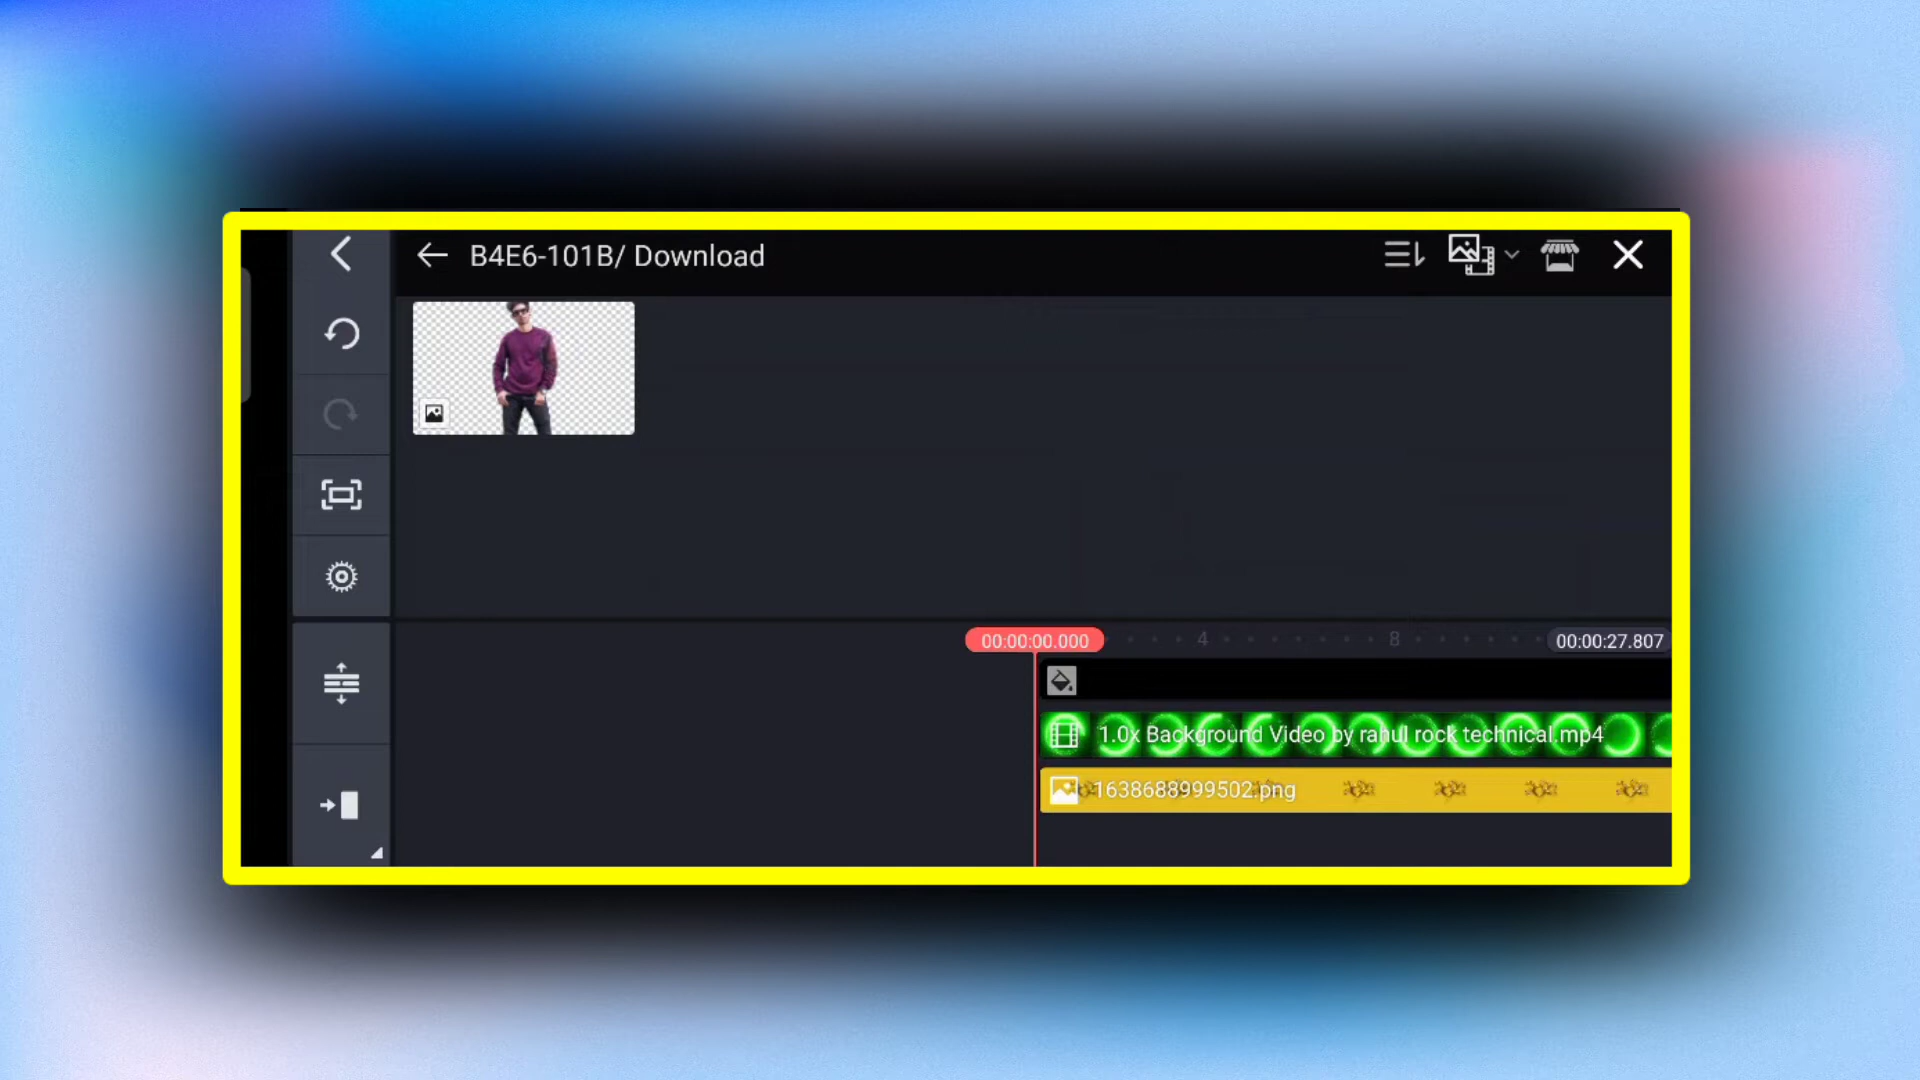 B4E6-101B/ Download
00:00:00.000
4
8
00:00:27.807
1.0x Background Video by rahul rock technical.mp4
1638688999502.png